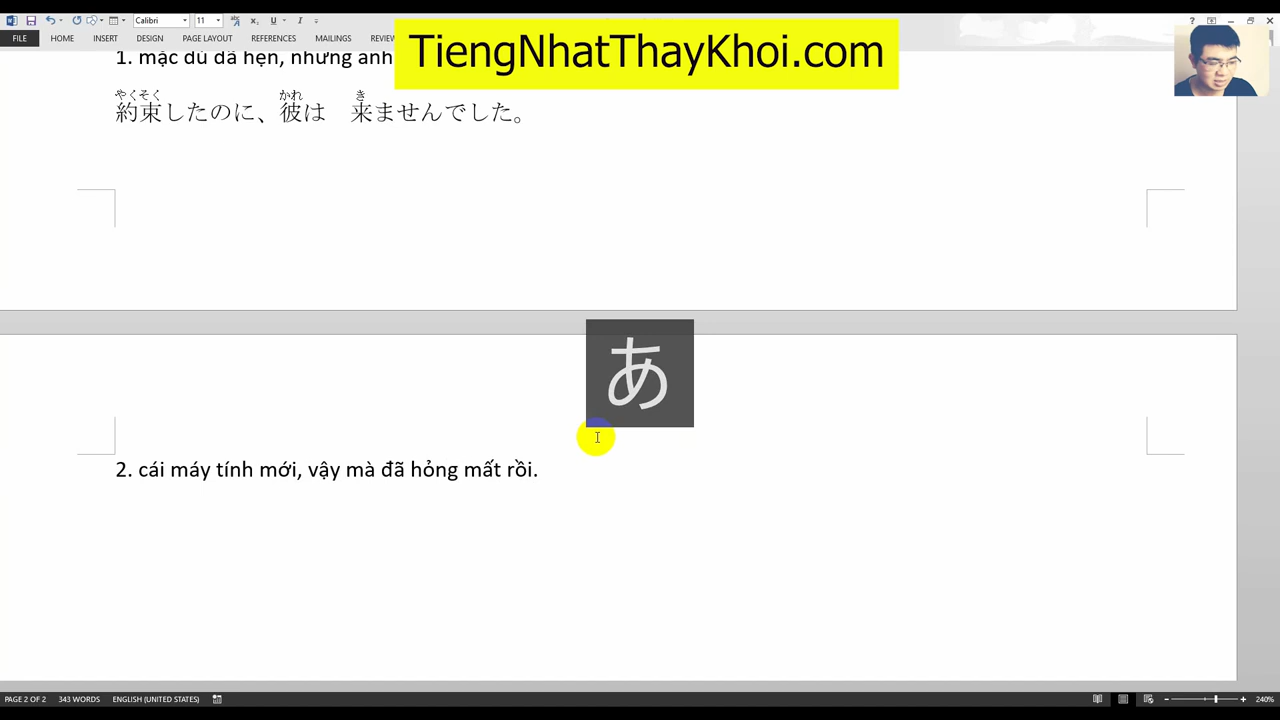 Calibri
11
FILE
HOME
INSERT
DESIGN
PAGE LAYOUT
REFERENCES
MAILINGS
REVIEW
TiengNhatThayKhoi.com
1. mặc dù đã hẹn, nhưng anh
やくそく かれ き
約束したのに、彼は 来ませんでした。
あ
2. cái máy tính mới, vậy mà đã hỏng mất rồi.
PAGE 2 OF 2
343 WORDS
ENGLISH (UNITED STATES)
240%